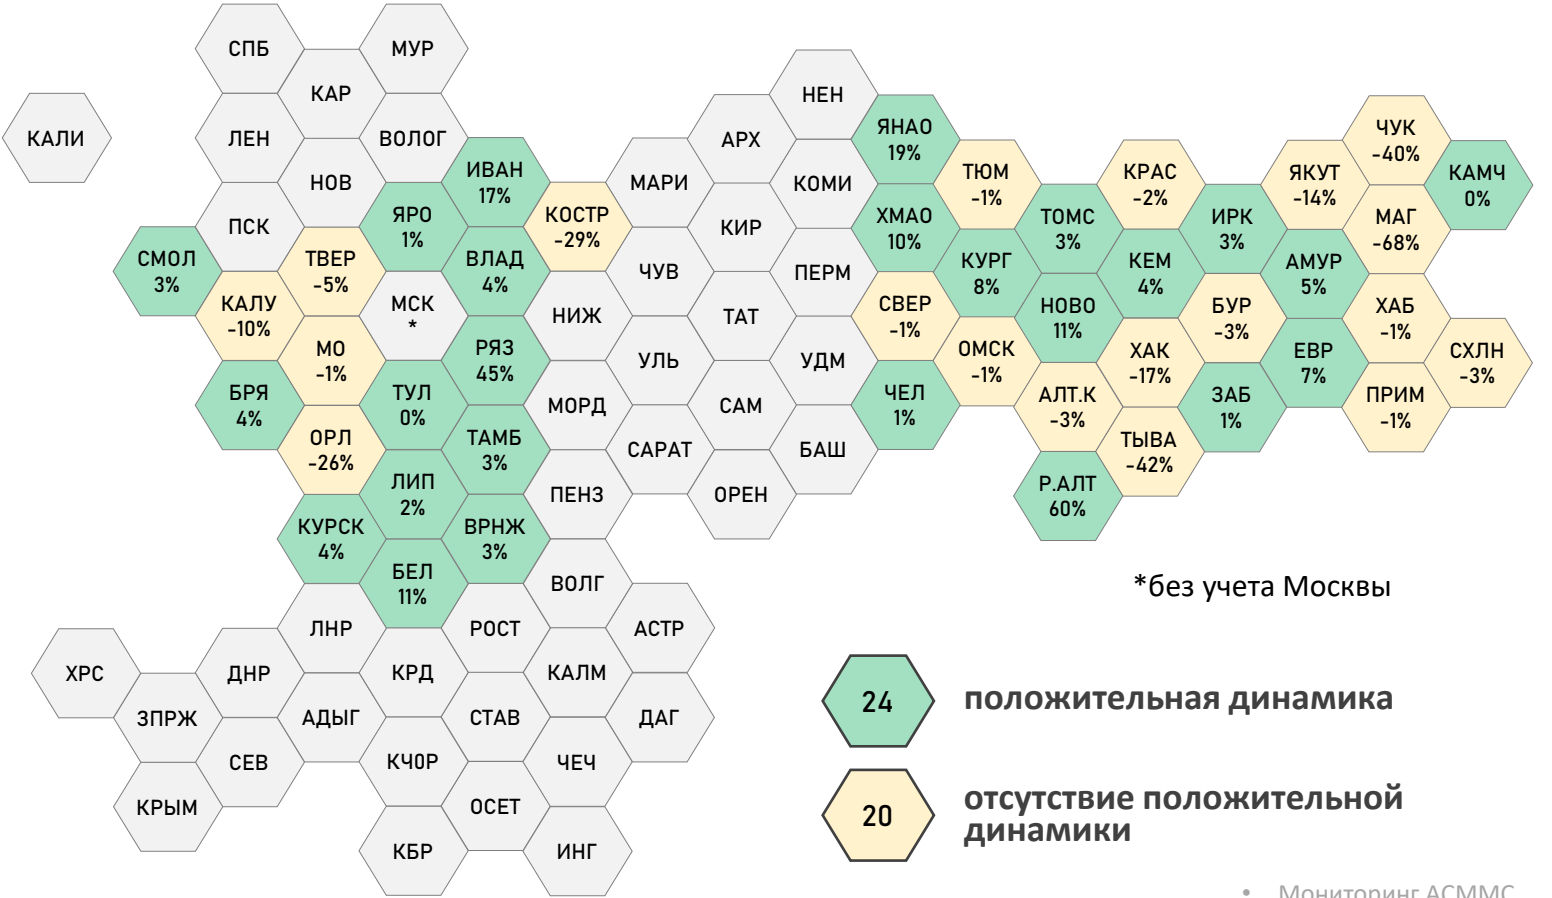 СПБ
МУР
КАР
НЕН
КАЛИ
ЛЕН
ВОЛОГ
АРХ
ЯНАО
19%
ЧУК
-40%
НОВ
ИВАН
17%
МАРИ
КОМИ
ТЮМ
-1%
КРАС
-2%
ЯКУТ
-14%
КАМЧ
0%
ПСК
ЯРО
1%
КОСТР
-29%
КИР
ХМАО
10%
ТОМС
3%
ИРК
3%
МАГ
-68%
СМОЛ
3%
ТВЕР
-5%
ВЛАД
4%
ЧУВ
ПЕРМ
КУРГ
8%
КЕМ
4%
АМУР
5%
КАЛУ
-10%
МСК
*
НИЖ
ТАТ
СВЕР
-1%
НОВО
11%
БУР
-3%
ХАБ
-1%
МО
-1%
РЯЗ
45%
УЛЬ
УДМ
ОМСК
-1%
ХАК
-17%
ЕВР
7%
СХЛН
-3%
БРЯ
4%
ТУЛ
0%
МОРД
САМ
ЧЕЛ
1%
АЛТ.К
-3%
ЗАБ
1%
ПРИМ
-1%
ОРЛ
-26%
ТАМБ
3%
САРАТ
БАШ
ТЫВА
-42%
ЛИП
2%
ПЕНЗ
ОРЕН
Р.АЛТ
60%
КУРСК
4%
ВРНЖ
3%
БЕЛ
11%
ВОЛГ
*без учета Москвы
ЛНР
РОСТ
АСТР
ХРС
ДНР
КРД
КАЛМ
ЗПРЖ
АДЫГ
СТАВ
ДАГ
24
положительная динамика
СЕВ
КЧОР
ЧЕЧ
КРЫМ
ОСЕТ
КБР
ИНГ
20
отсутствие положительной
динамики
• Мониторинг АСММС